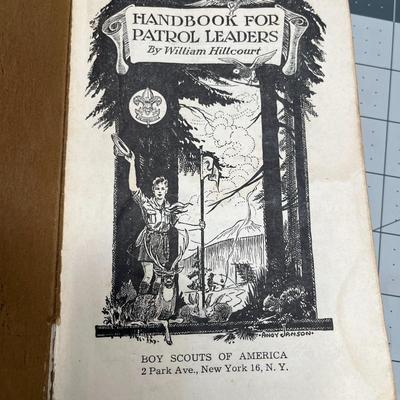 HANDBOOK FOR
PATROL LEADERS
By William Hillcourt
-ANDY JANSON-
BOY SCOUTS OF AMERICA
2 Park Ave., New York 16, N. Y.